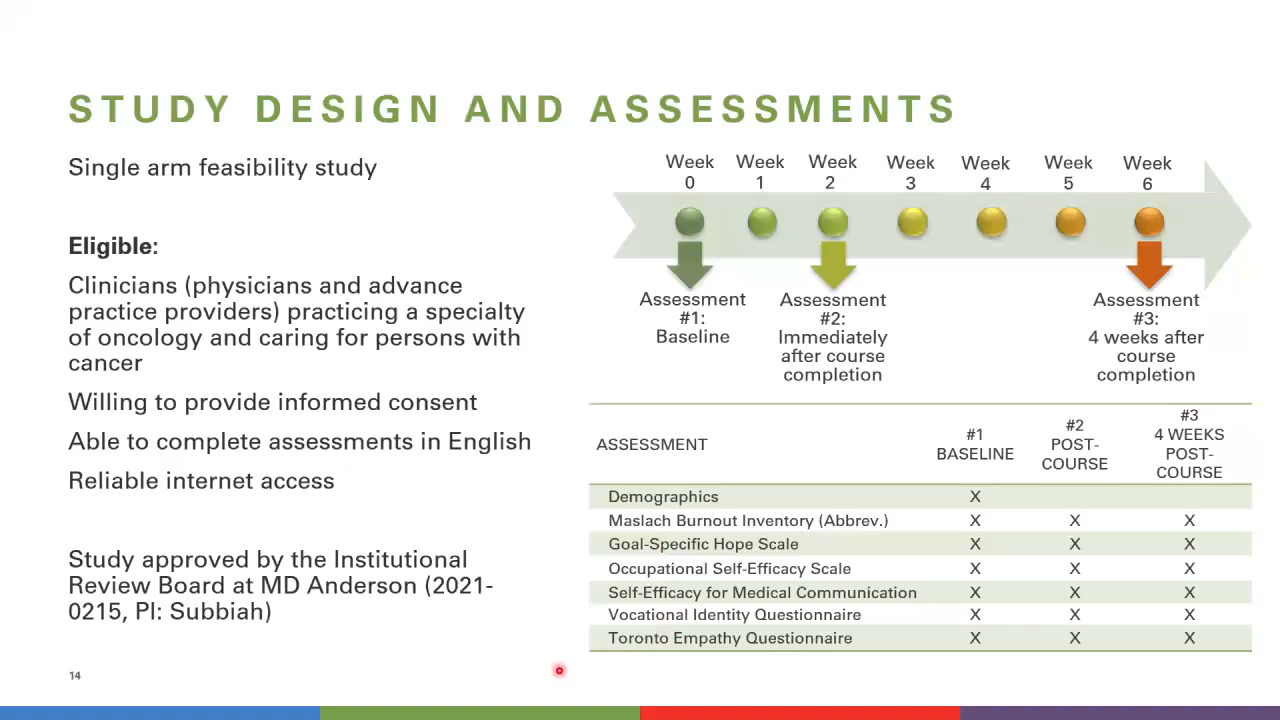 STUDY DESIGN AND ASSESSMENTS
Single arm feasibility study
Eligible:
Clinicians (physicians and advance
practice providers) practicing a specialty
of oncology and caring for persons with
cancer
Willing to provide informed consent
Able to complete assessments in English
Reliable internet access
Study approved by the Institutional
Review Board at MD Anderson (2021-
0215, PI: Subbiah)
Week 0 Week 1 Week 2 Week 3 Week 4 Week 5 Week 6
Assessment
#1:
Baseline
Assessment
#2:
Immediately
after course
completion
Assessment
#3:
4 weeks after
course
completion
ASSESSMENT
#1
BASELINE
#2
POST-
COURSE
#3
4 WEEKS
POST-
COURSE
Demographics X
Maslach Burnout Inventory (Abbrev.) X X X
Goal-Specific Hope Scale X X X
Occupational Self-Efficacy Scale X X X
Self-Efficacy for Medical Communication X X X
Vocational Identity Questionnaire X X X
Toronto Empathy Questionnaire X X X
14